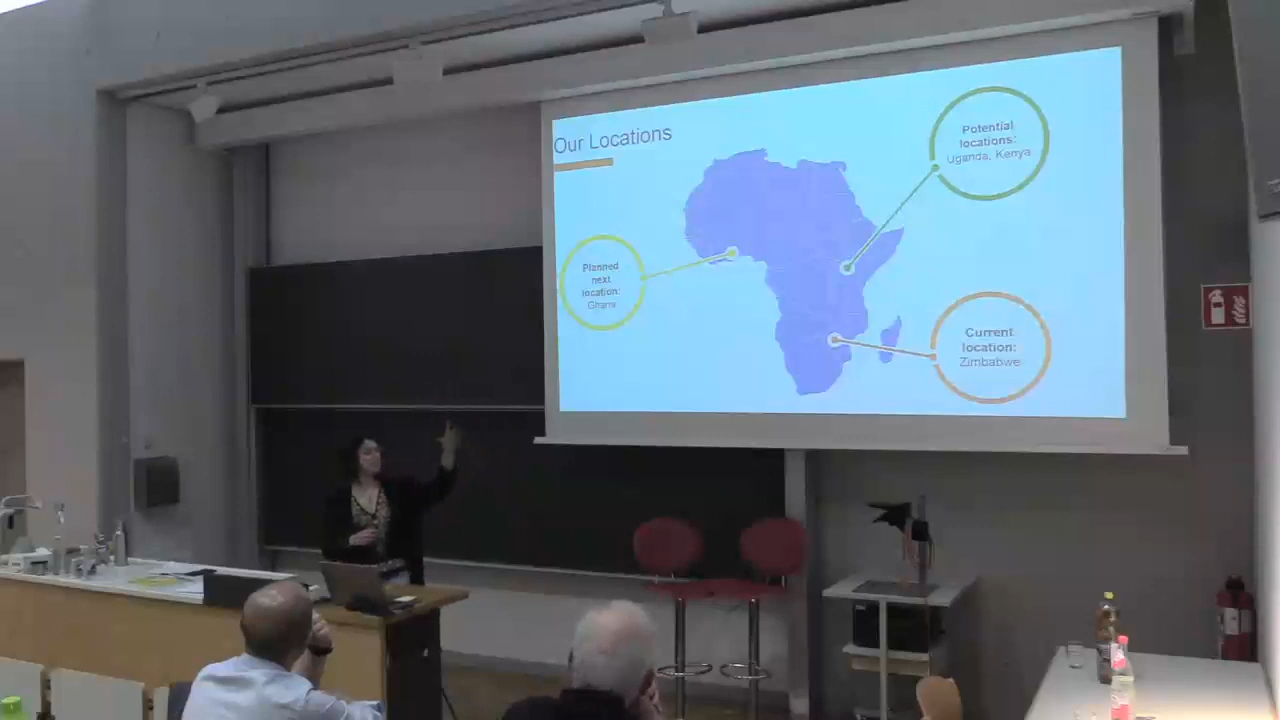 Our Locations
Potential
locations:
Uganda, Kenya
Planned
next
location:
Ghana
Current
location:
Zimbabwe